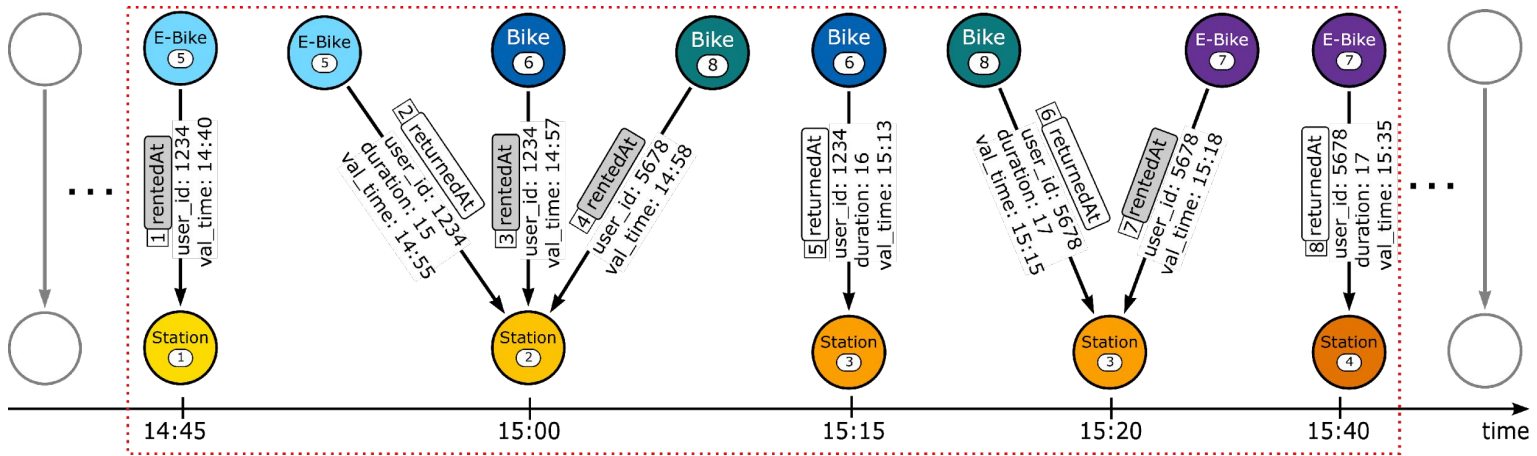 E-Bike
5
E-Bike
5
Bike
6
Bike
8
Bike
6
Bike
8
E-Bike
7
E-Bike
7
...
1 rentedAt
user_id: 1234
val_time: 14:40
2 returnedAt
user_id: 1234
duration: 15
val_time: 14:55
3 rentedAt
user_id: 1234
val_time: 14:57
4 rentedAt
user_id: 5678
val_time: 14:58
5 returnedAt
user_id: 1234
duration: 16
val_time: 15:13
6 returnedAt
user_id: 5678
duration: 17
val_time: 15:15
7 rentedAt
user_id: 5678
val_time: 15:18
8 returnedAt
user_id: 5678
duration: 17
val_time: 15:35
...
Station
1
Station
2
Station
3
Station
3
Station
4
14:45
15:00
15:15
15:20
15:40
time